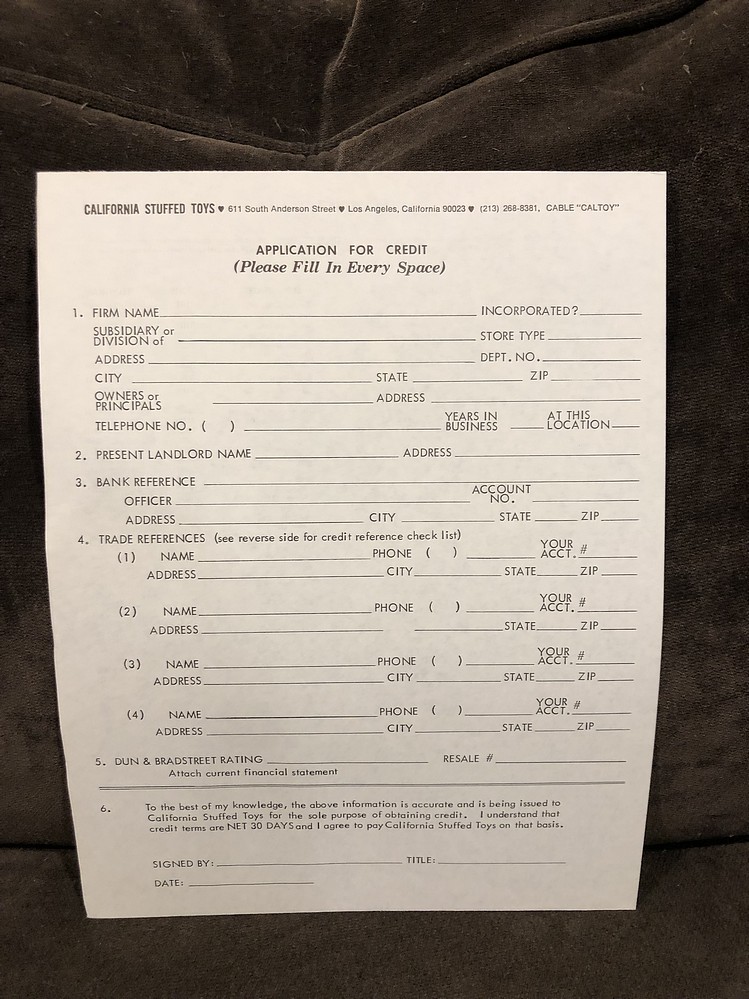 CALIFORNIA STUFFED TOYS ♥ 611 South Anderson Street ♥ Los Angeles, California 90023 ♥ (213) 268-8381, CABLE "CALTOY"
APPLICATION FOR CREDIT
(Please Fill In Every Space)
1. FIRM NAME INCORPORATED?
SUBSIDIARY or
DIVISION of STORE TYPE
ADDRESS DEPT. NO.
CITY STATE ZIP
OWNERS or
PRINCIPALS ADDRESS
TELEPHONE NO. ( ) YEARS IN BUSINESS AT THIS LOCATION
2. PRESENT LANDLORD NAME ADDRESS
3. BANK REFERENCE
OFFICER ACCOUNT NO.
ADDRESS CITY STATE ZIP
4. TRADE REFERENCES (see reverse side for credit reference check list)
(1) NAME PHONE ( ) YOUR ACCT. #
ADDRESS CITY STATE ZIP
(2) NAME PHONE ( ) YOUR ACCT. #
ADDRESS STATE ZIP
(3) NAME PHONE ( ) YOUR ACCT. #
ADDRESS CITY STATE ZIP
(4) NAME PHONE ( ) YOUR ACCT. #
ADDRESS CITY STATE ZIP
5. DUN & BRADSTREET RATING RESALE #
Attach current financial statement
6. To the best of my knowledge, the above information is accurate and is being issued to
California Stuffed Toys for the sole purpose of obtaining credit. I understand that
credit terms are NET 30 DAYS and I agree to pay California Stuffed Toys on that basis.
SIGNED BY: TITLE:
DATE: